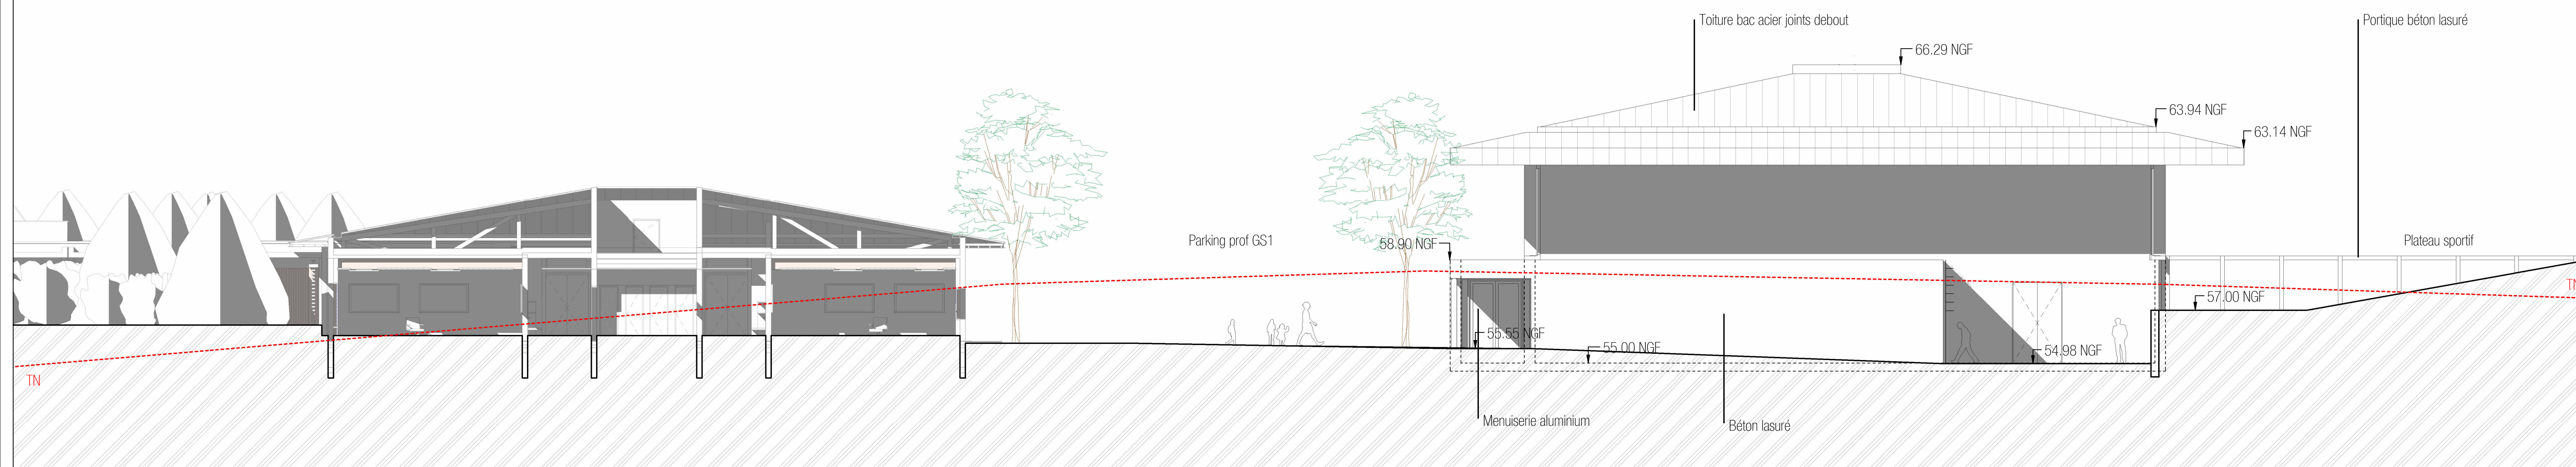 Toiture bac acier joints debout
Portique béton lasuré
66.29 NGF
63.94 NGF
63.14 NGF
Parking prof GS1
58.90 NGF
Plateau sportif
TN
57.00 NGF
55.55 NGF
55.00 NGF
54.98 NGF
TN
Menuiserie aluminium
Béton lasuré